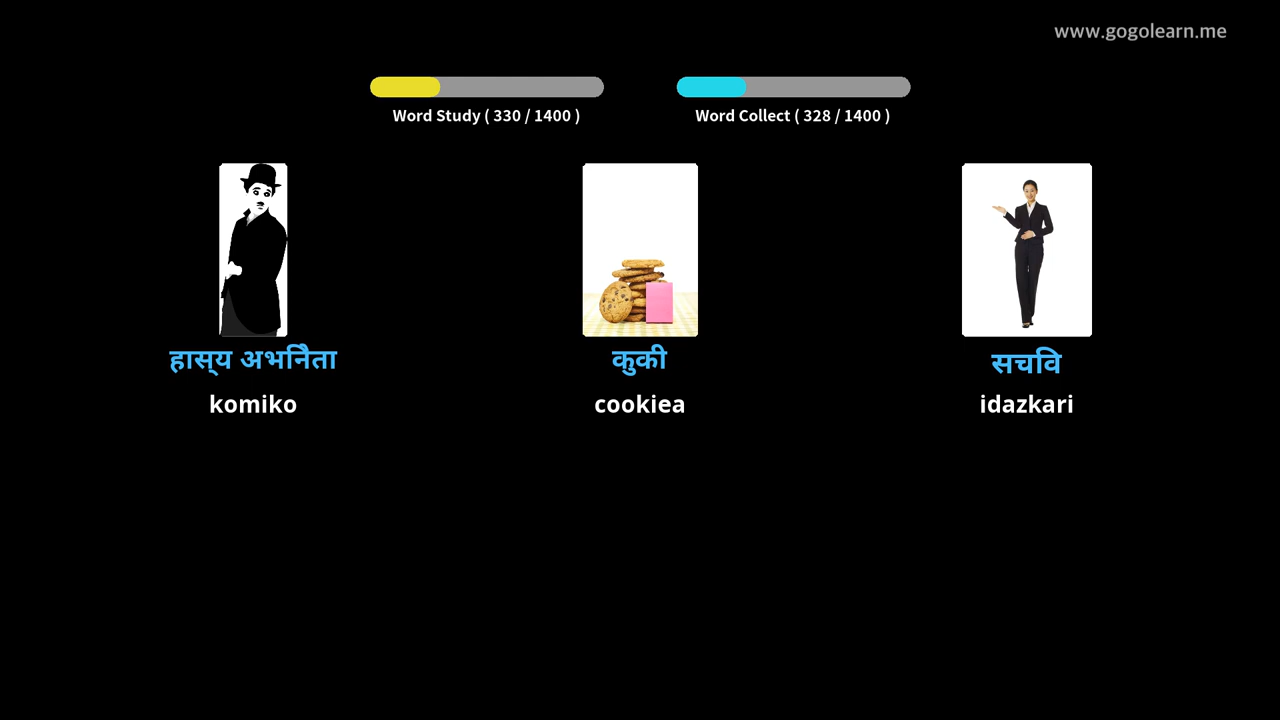 www.gogolearn.me
Word Study ( 330 / 1400 )
Word Collect ( 328 / 1400 )
हास्य अभिनेता
कुकी
सचिव
komiko
cookiea
idazkari